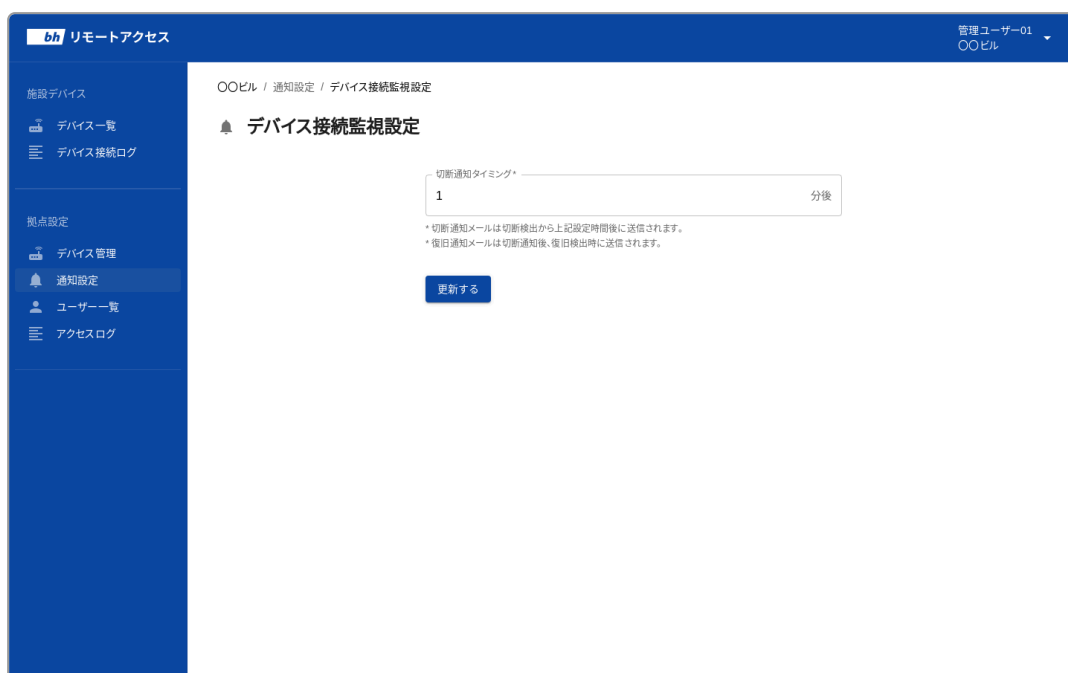 bh リモートアクセス
管理ユーザー01
〇〇ビル
施設デバイス
デバイス一覧
デバイス接続ログ
拠点設定
デバイス管理
通知設定
ユーザー一覧
アクセスログ
〇〇ビル / 通知設定 / デバイス接続監視設定
デバイス接続監視設定
切断通知タイミング*
1 分後
* 切断通知メールは切断検出から上記設定時間後に送信されます。
* 復旧通知メールは切断通知後、復旧検出時に送信されます。
更新する